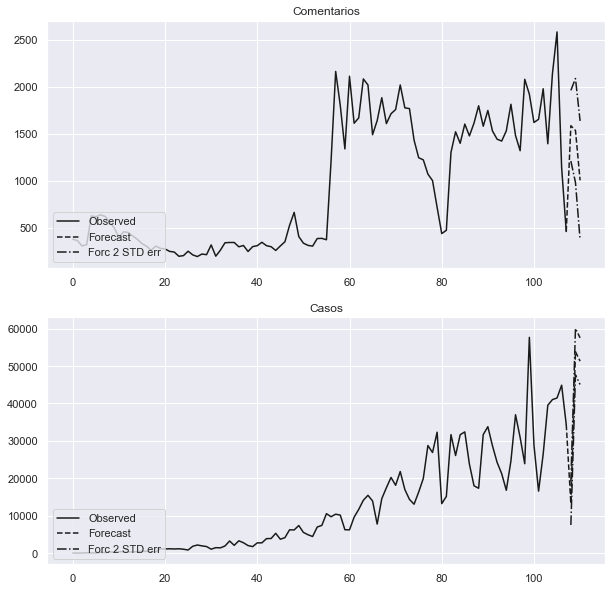 Comentarios
2500
2000
1500
1000
500
Observed
Forecast
Forc 2 STD err
0 20 40 60 80 100
Casos
60000
50000
40000
30000
20000
10000
0
Observed
Forecast
Forc 2 STD err
0 20 40 60 80 100